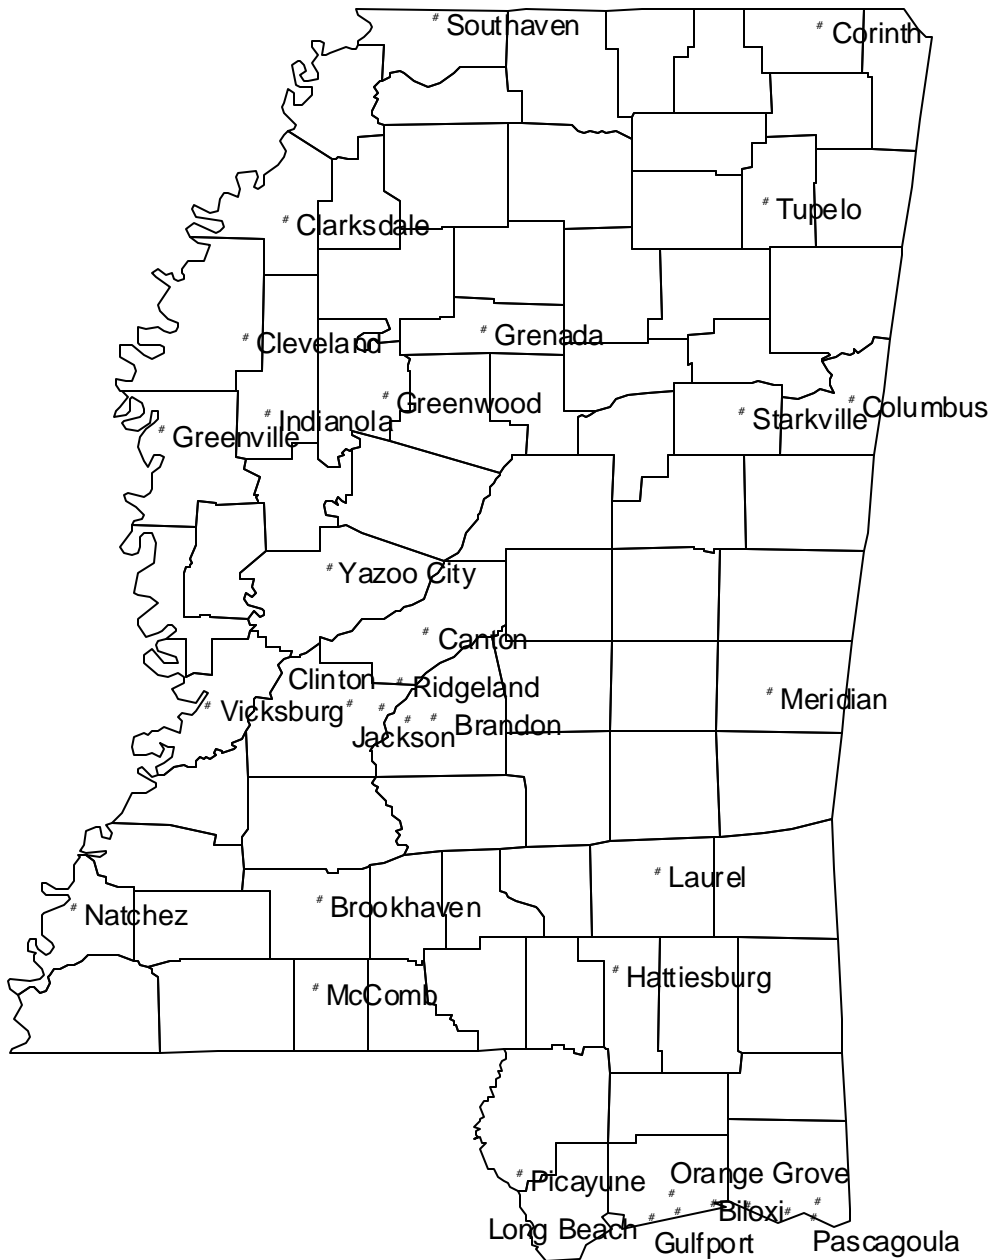 Southaven
Corinth
Tupelo
Clarksdale
Cleveland
Grenada
Greenwood
Indianola
Greenville
Starkville
Columbus
Yazoo City
Canton
Clinton
Ridgeland
Vicksburg
Jackson
Brandon
Meridian
Laurel
Natchez
Brookhaven
Hattiesburg
McComb
Picayune
Orange Grove
Long Beach
Biloxi
Gulfport
Pascagoula